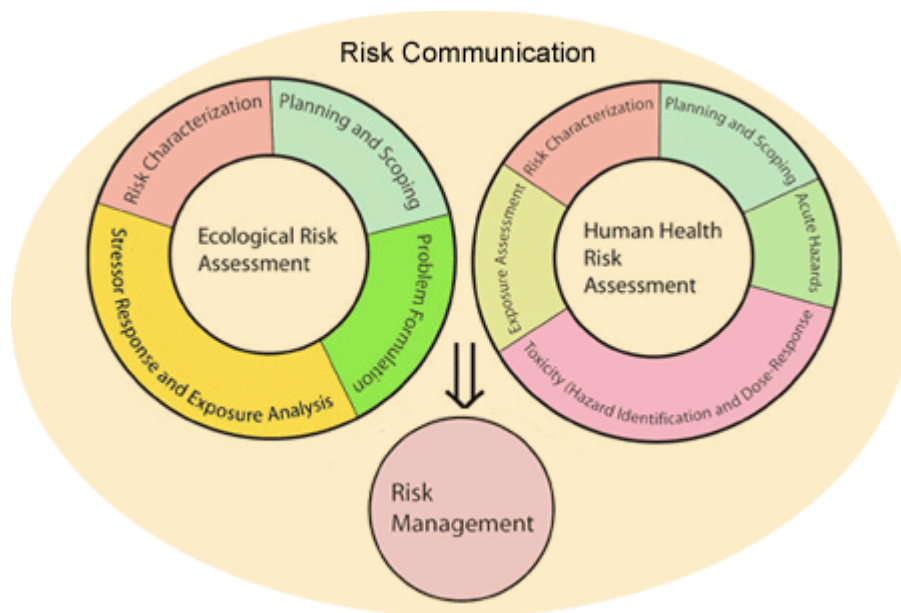 Risk Communication
Risk Characterization
Planning and Scoping
Problem Formulation
Stressor Response and Exposure Analysis
Ecological Risk
Assessment
Risk Characterization
Planning and Scoping
Acute Hazards
Toxicity (Hazard Identification and Dose-Response
Exposure Assessment
Human Health
Risk
Assessment
Risk
Management